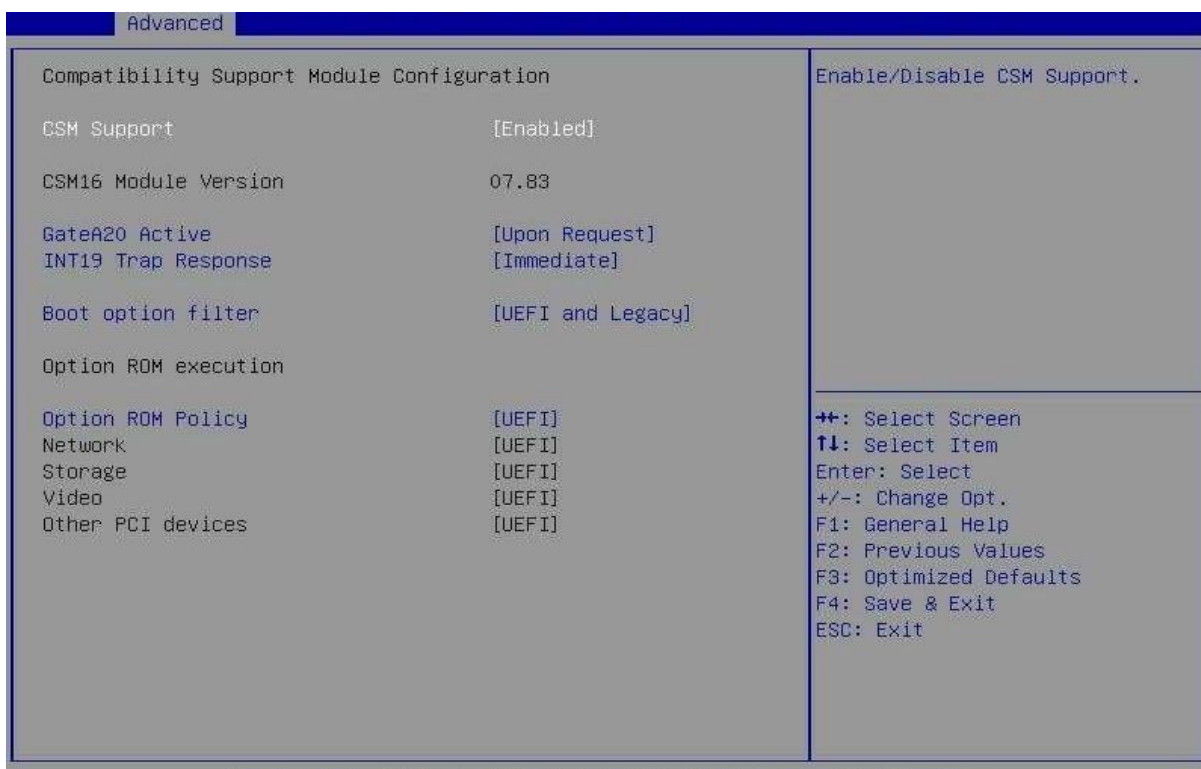 Advanced
Compatibility Support Module Configuration
CSM Support [Enabled]
CSM16 Module Version 07.83
GateA20 Active [Upon Request]
INT19 Trap Response [Immediate]
Boot option filter [UEFI and Legacy]
Option ROM execution
Option ROM Policy [UEFI]
Network [UEFI]
Storage [UEFI]
Video [UEFI]
Other PCI devices [UEFI]
Enable/Disable CSM Support.
→←: Select Screen
↑↓: Select Item
Enter: Select
+/-: Change Opt.
F1: General Help
F2: Previous Values
F3: Optimized Defaults
F4: Save & Exit
ESC: Exit